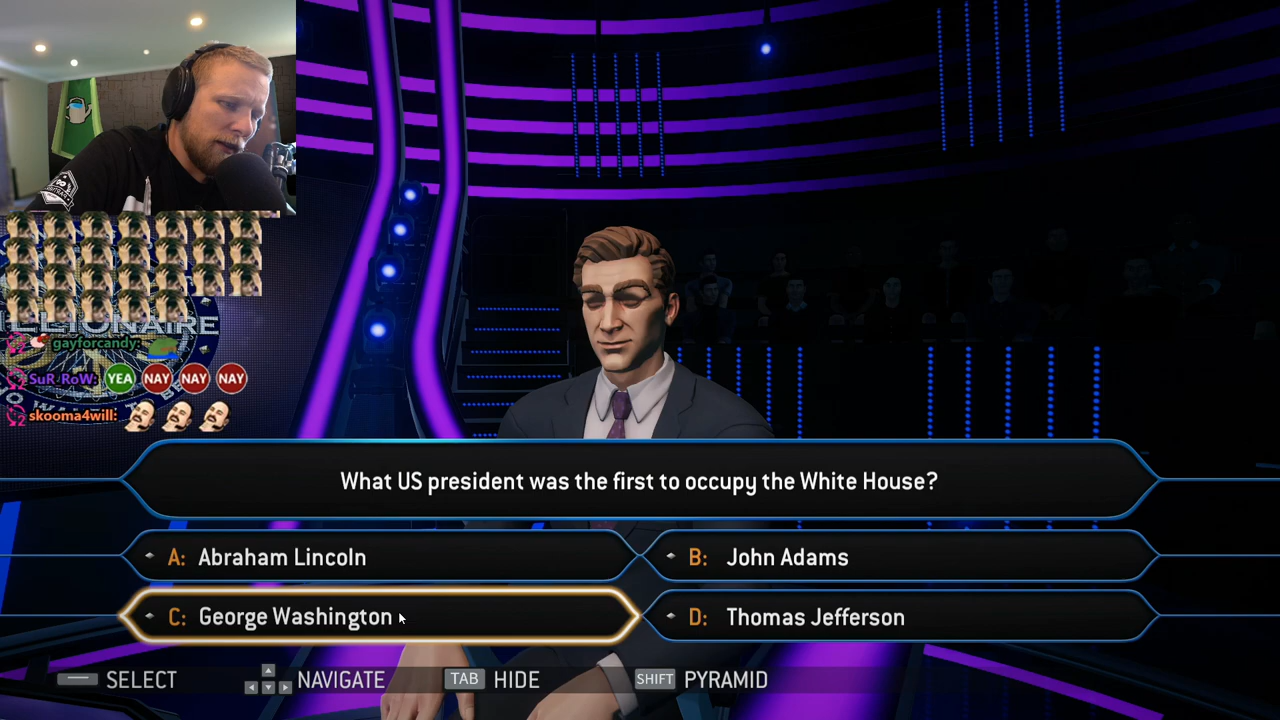 LLIONAIRE
gayforcandy:
SuR_RoW: YEA NAY NAY NAY
skooma4will:
What US president was the first to occupy the White House?
A: Abraham Lincoln
B: John Adams
C: George Washington
D: Thomas Jefferson
SELECT NAVIGATE TAB HIDE SHIFT PYRAMID